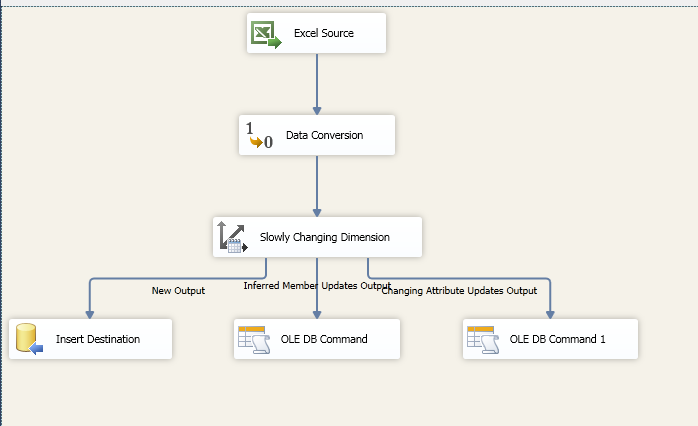 Excel Source
1
0
Data Conversion
Slowly Changing Dimension
New Output
Inferred Member Updates Output
Changing Attribute Updates Output
Insert Destination
OLE DB Command
OLE DB Command 1